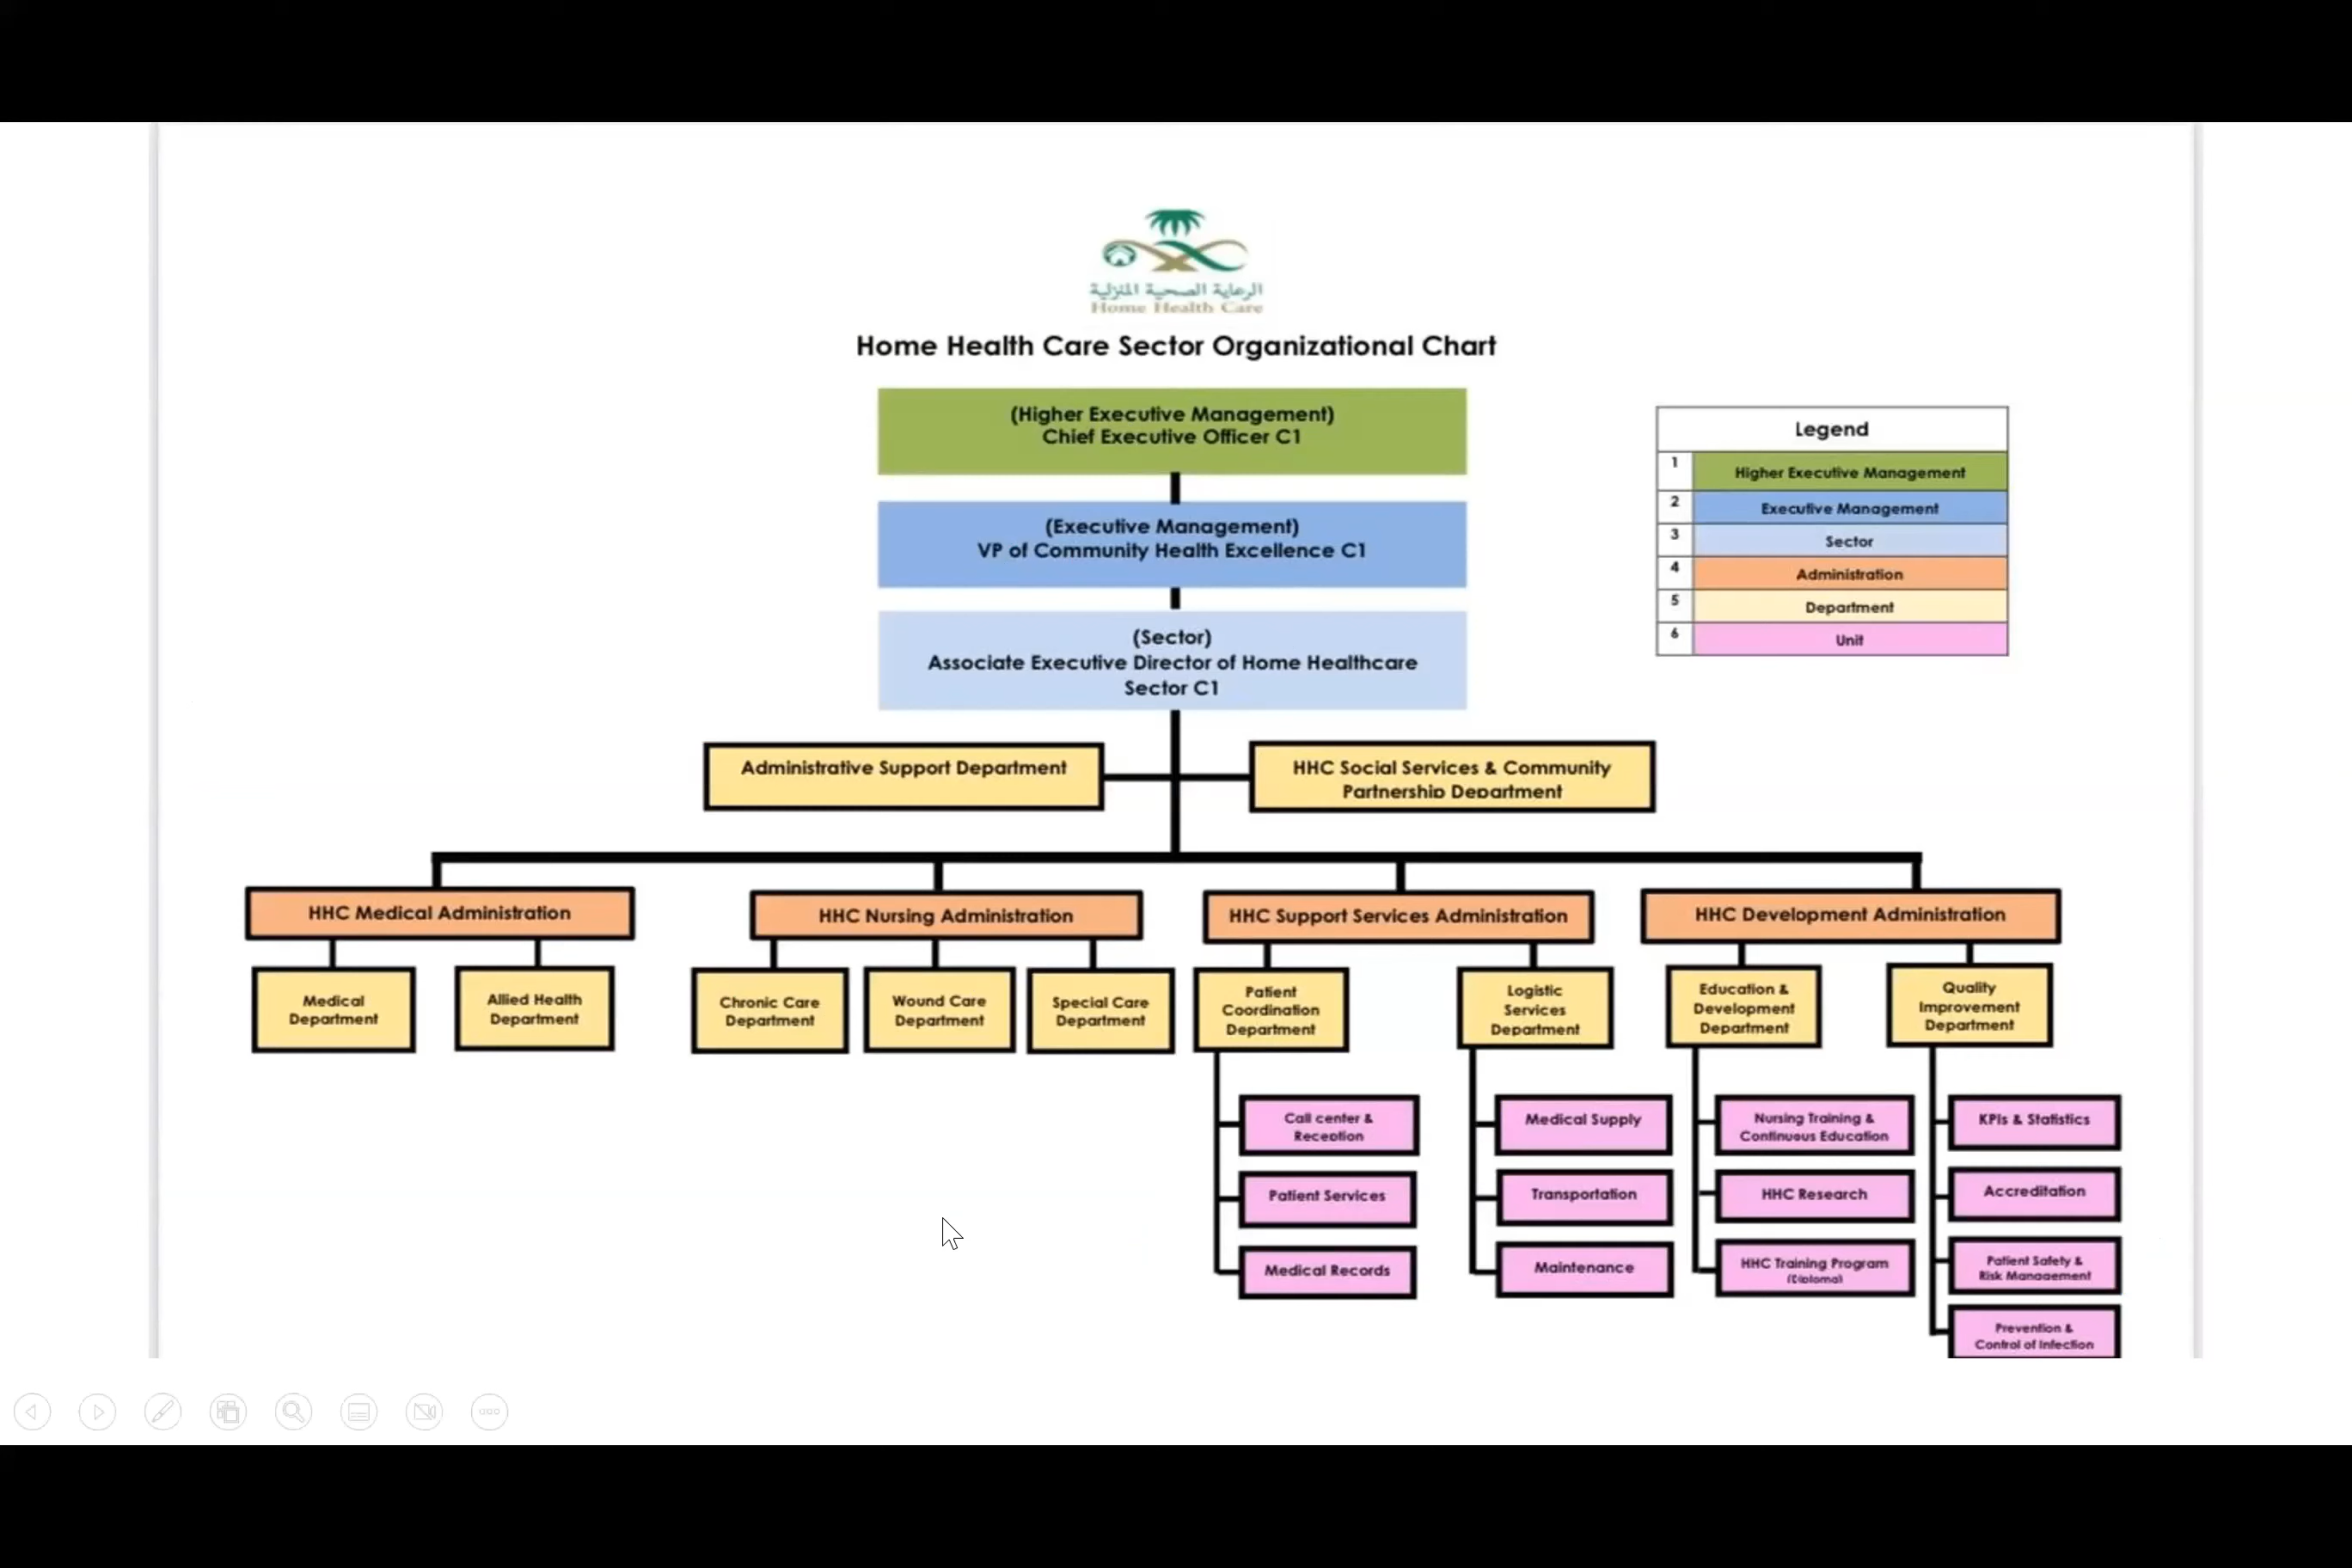 الرعاية الصحية المنزلية
Home Health Care
Home Health Care Sector Organizational Chart
(Higher Executive Management)
Chief Executive Officer C1
(Executive Management)
VP of Community Health Excellence C1
(Sector)
Associate Executive Director of Home Healthcare
Sector C1
Legend
1 Higher Executive Management
2 Executive Management
3 Sector
4 Administration
5 Department
6 Unit
Administrative Support Department
HHC Social Services & Community
Partnership Department
HHC Medical Administration
HHC Nursing Administration
HHC Support Services Administration
HHC Development Administration
Medical
Department
Allied Health
Department
Chronic Care
Department
Wound Care
Department
Special Care
Department
Patient
Coordination
Department
Logistic
Services
Department
Education &
Development
Department
Quality
Improvement
Department
Call center &
Reception
Patient Services
Medical Records
Medical Supply
Transportation
Maintenance
Nursing Training &
Continuous Education
HHC Research
HHC Training Program
(Diploma)
KPIs & Statistics
Accreditation
Patient Safety &
Risk Management
Prevention &
Control of Infection